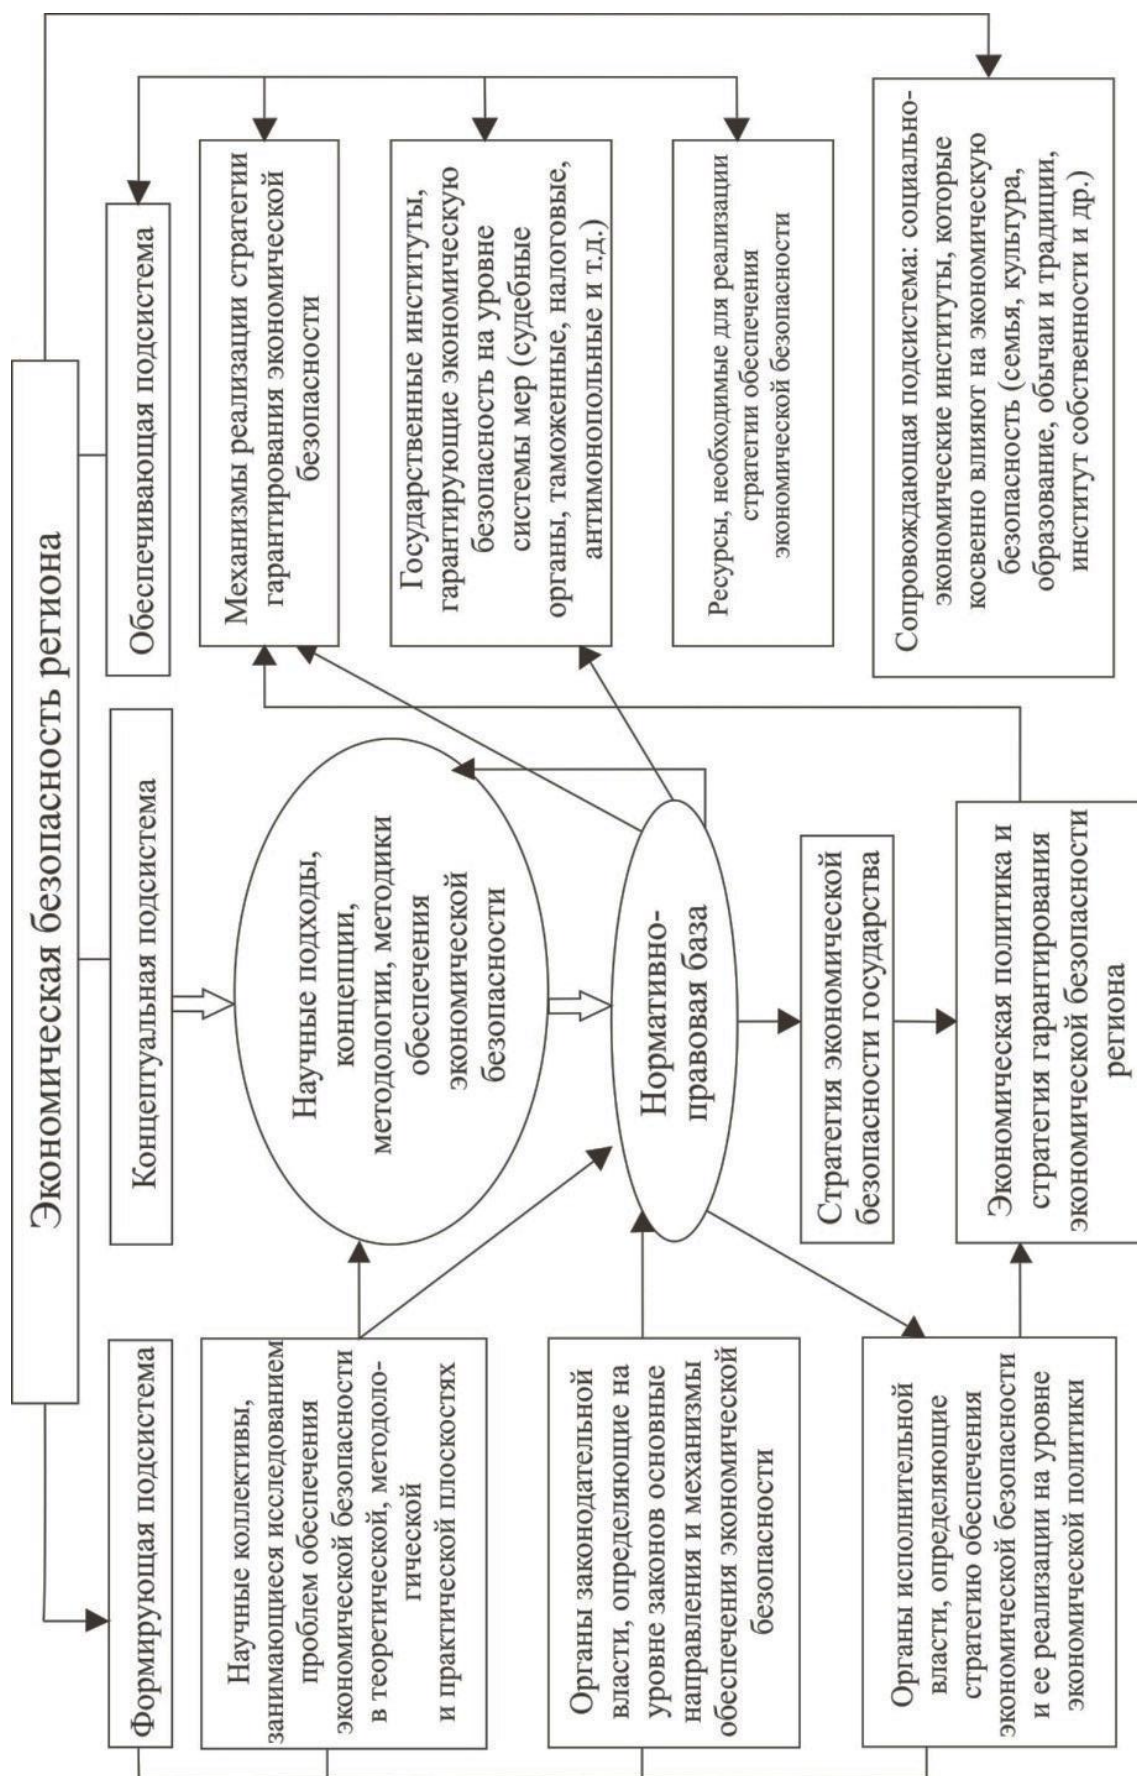 Экономическая безопасность региона
Формирующая подсистема
Концептуальная подсистема
Обеспечивающая подсистема
Научные коллективы,
занимающиеся исследованием
проблем обеспечения
экономической безопасности
в теоретической, методоло-
гической
и практической плоскостях
Органы законодательной
власти, определяющие на
уровне законов основные
направления и механизмы
обеспечения экономической
безопасности
Органы исполнительной
власти, определяющие
стратегию обеспечения
экономической безопасности
и ее реализации на уровне
экономической политики
Научные подходы,
концепции,
методологии, методики
обеспечения
экономической
безопасности
Нормативно-
правовая база
Стратегия экономической
безопасности государства
Экономическая политика и
стратегия гарантирования
экономической безопасности
региона
Механизмы реализации стратегии
гарантирования экономической
безопасности
Государственные институты,
гарантирующие экономическую
безопасность на уровне
системы мер (судебные
органы, таможенные, налоговые,
антимонопольные и т.д.)
Ресурсы, необходимые для реализации
стратегии обеспечения
экономической безопасности
Сопровождающая подсистема: социально-
экономические институты, которые
косвенно влияют на экономическую
безопасность (семья, культура,
образование, обычаи и традиции,
институт собственности и др.)